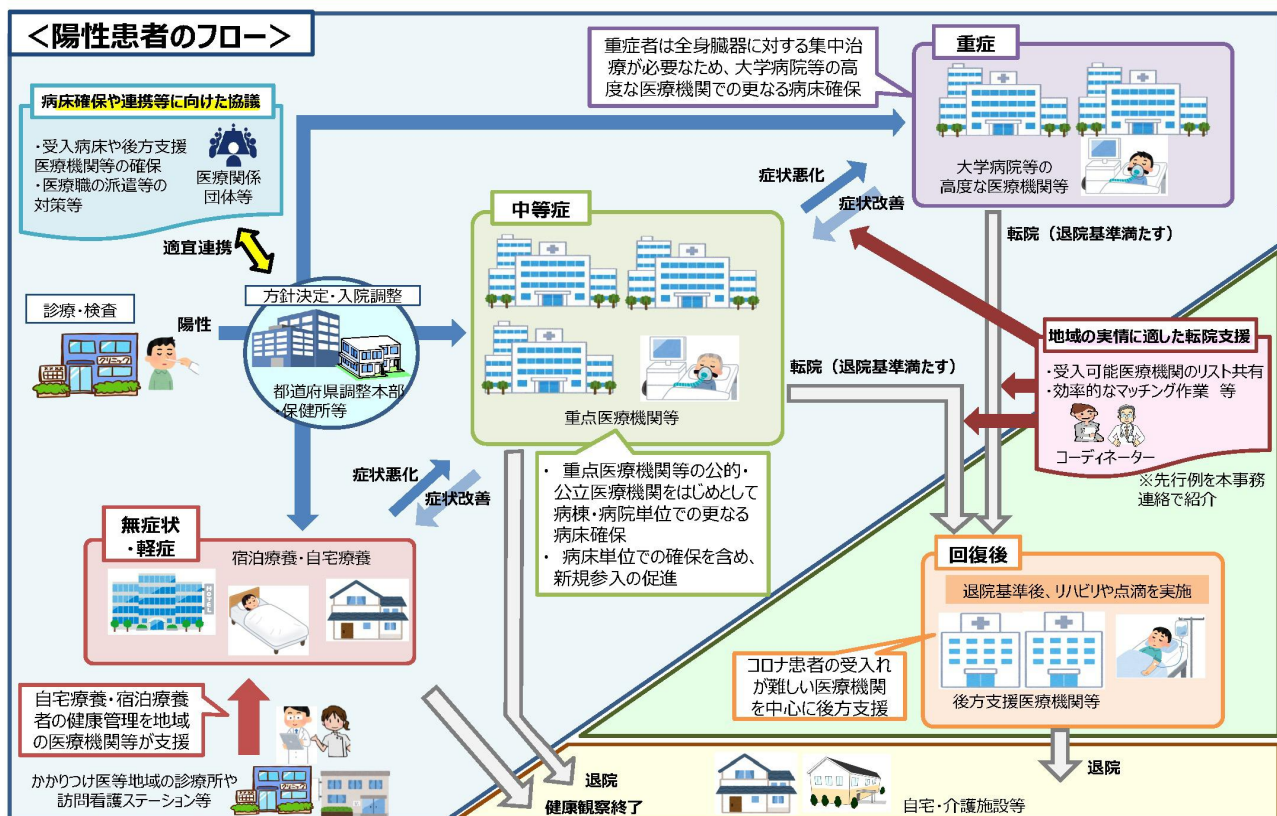 <陽性患者のフロー>
病床確保や連携等に向けた協議
・受入病床や後方支援
医療機関等の確保
・医療職の派遣等の
対策等
医療関係
団体等
適宜連携
診療・検査
クリニック
陽性
方針決定・入院調整
都道府県調整本部
・保健所等
重症者は全身臓器に対する集中治
療が必要なため、大学病院等の高
度な医療機関での更なる病床確保
重症
大学病院等の
高度な医療機関等
症状悪化
症状改善
中等症
重点医療機関等
転院（退院基準満たす）
転院（退院基準満たす）
地域の実情に適した転院支援
・受入可能医療機関のリスト共有
・効率的なマッチング作業 等
コーディネーター
※先行例を本事務
連絡で紹介
・ 重点医療機関等の公的・
公立医療機関をはじめとして
病棟・病院単位での更なる
病床確保
・ 病床単位での確保を含め、
新規参入の促進
症状悪化
症状改善
無症状
・軽症
宿泊療養・自宅療養
HOTEL
自宅療養・宿泊療養
者の健康管理を地域
の医療機関等が支援
かかりつけ医等地域の診療所や
訪問看護ステーション等
クリニック
回復後
退院基準後、リハビリや点滴を実施
後方支援医療機関等
コロナ患者の受入れ
が難しい医療機関
を中心に後方支援
退院
健康観察終了
退院
自宅・介護施設等